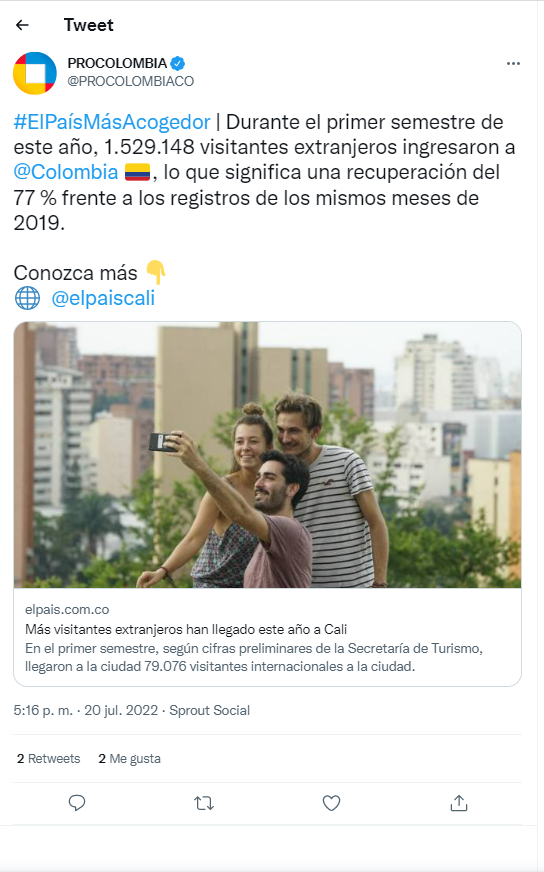 Tweet
PROCOLOMBIA
@PROCOLOMBIACO
#ElPaísMásAcogedor | Durante el primer semestre de
este año, 1.529.148 visitantes extranjeros ingresaron a
@Colombia 🇨🇴, lo que significa una recuperación del
77 % frente a los registros de los mismos meses de
2019.
Conozca más 👇
🌐 @elpaiscali
elpais.com.co
Más visitantes extranjeros han llegado este año a Cali
En el primer semestre, según cifras preliminares de la Secretaría de Turismo,
llegaron a la ciudad 79.076 visitantes internacionales a la ciudad.
5:16 p. m. · 20 jul. 2022 · Sprout Social
2 Retweets 2 Me gusta